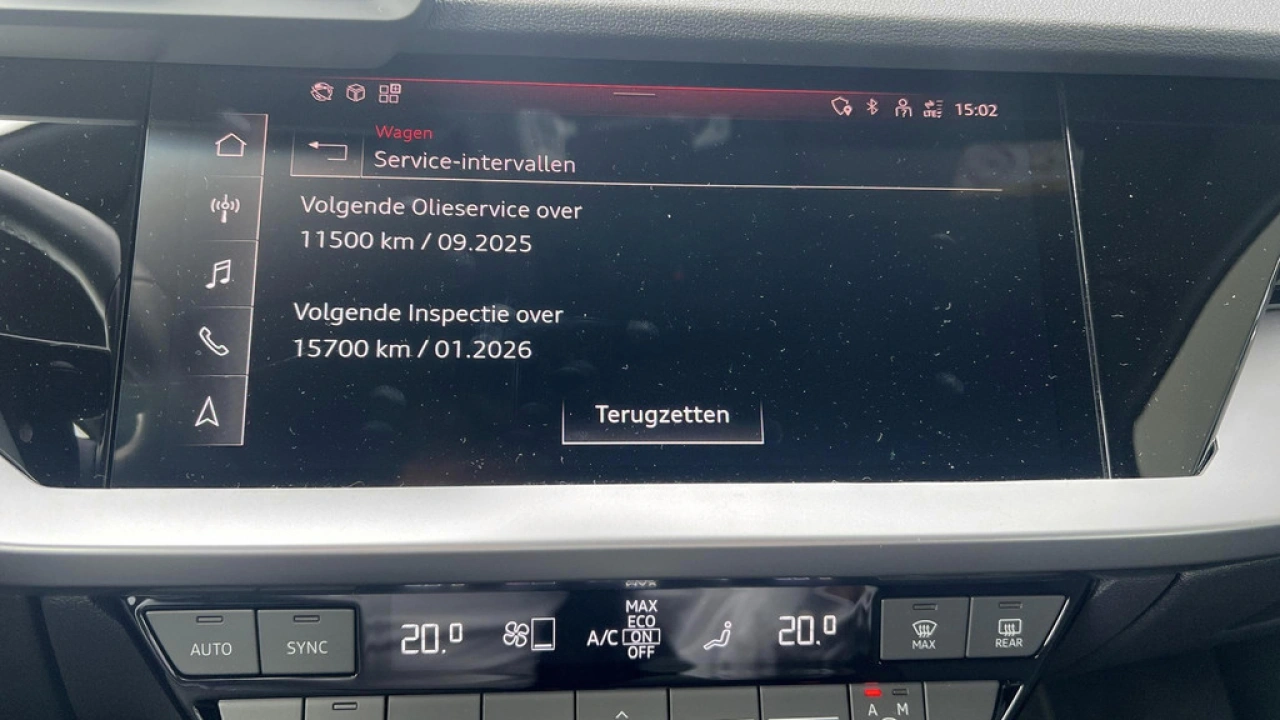 LTE
15:02
Wagen
Service-intervallen
Volgende Olieservice over
11500 km / 09.2025
Volgende Inspectie over
15700 km / 01.2026
Terugzetten
MAX
ECO
AUTO SYNC 20.0 A/C ON 20.0 MAX REAR
OFF
A M